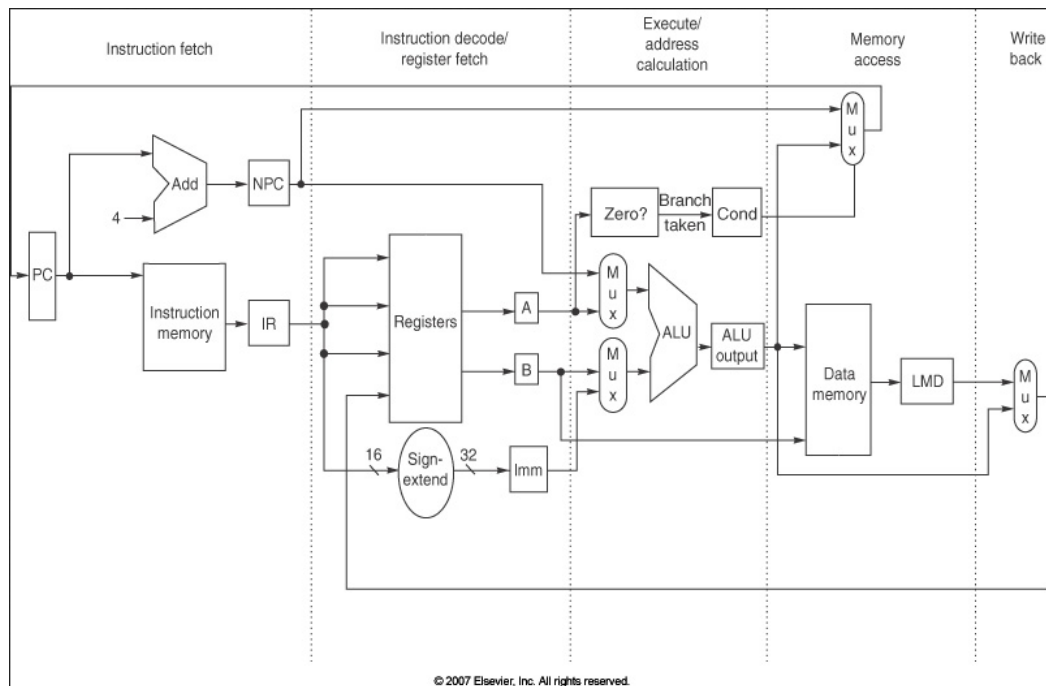 Instruction fetch
Instruction decode/
register fetch
Execute/
address
calculation
Memory
access
Write
back
M
u
x
Add
NPC
4
Zero?
Branch
taken
Cond
PC
Instruction
memory
IR
Registers
A
B
M
u
x
M
u
x
ALU
ALU
output
Data
memory
LMD
M
u
x
16
Sign-
extend
32
Imm
© 2007 Elsevier, Inc. All rights reserved.